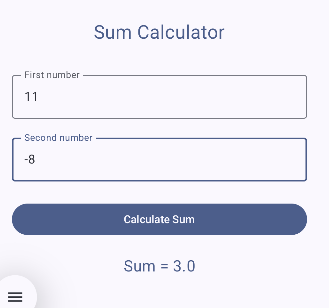 Sum Calculator
First number
11
Second number
-8
Calculate Sum
Sum = 3.0